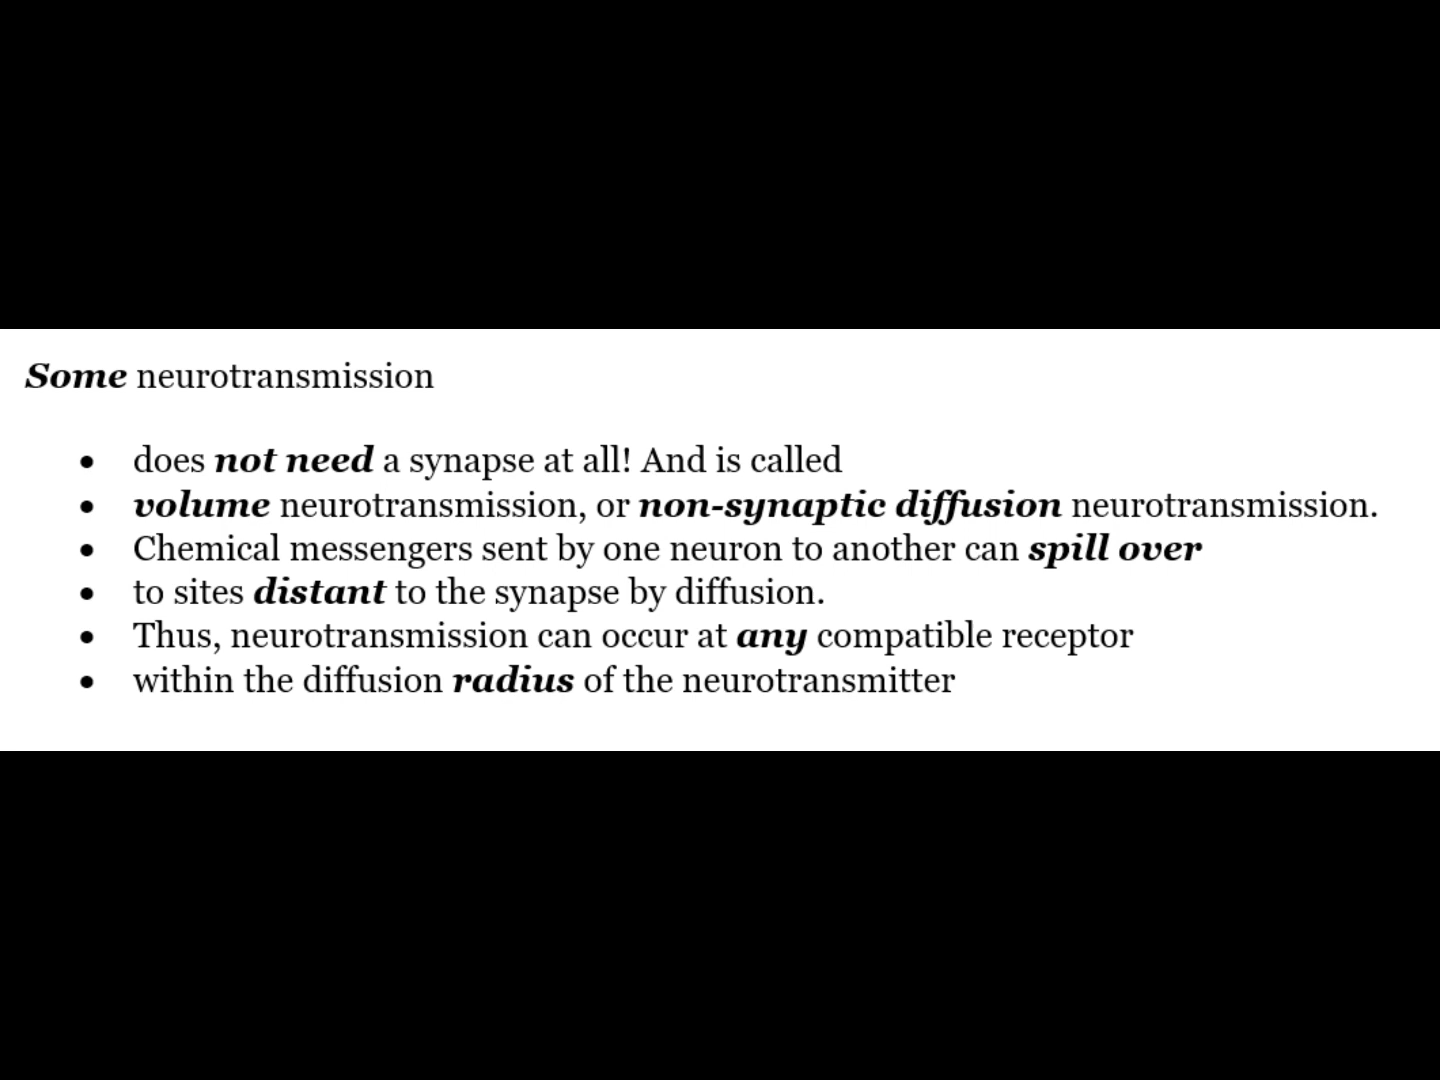 Some neurotransmission
• does not need a synapse at all! And is called
• volume neurotransmission, or non-synaptic diffusion neurotransmission.
• Chemical messengers sent by one neuron to another can spill over
• to sites distant to the synapse by diffusion.
• Thus, neurotransmission can occur at any compatible receptor
• within the diffusion radius of the neurotransmitter